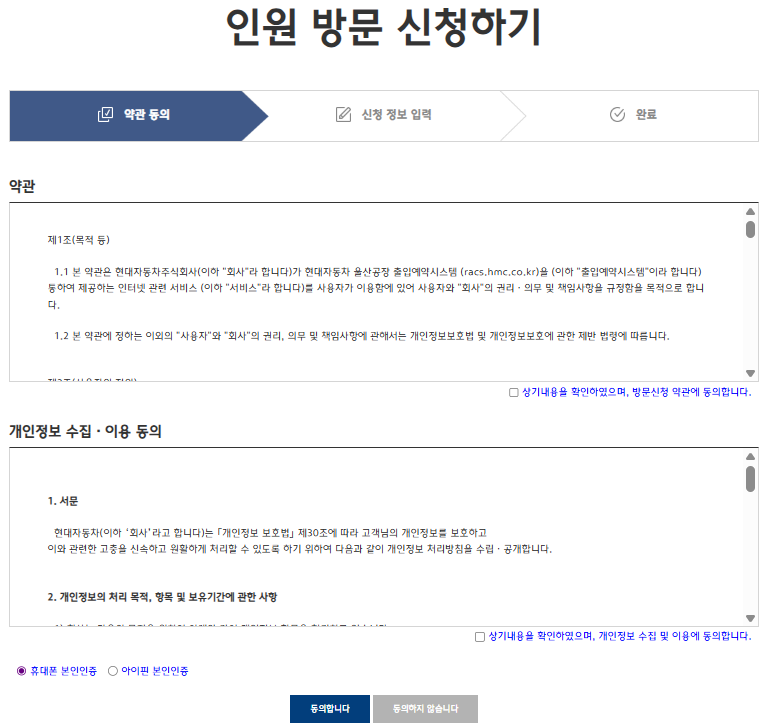 인원 방문 신청하기
약관 동의
신청 정보 입력
완료
약관
제1조(목적 등)
1.1 본 약관은 현대자동차주식회사(이하 "회사"라 합니다)가 현대자동차 울산공장 출입예약시스템 (racs.hmc.co.kr)을 (이하 "출입예약시스템"이라 합니다)
통하여 제공하는 인터넷 관련 서비스 (이하 "서비스"라 합니다)를 사용자가 이용함에 있어 사용자와 "회사"의 권리 · 의무 및 책임사항을 규정함을 목적으로 합니
다.
1.2 본 약관에 정하는 이외의 "사용자"와 "회사"의 권리, 의무 및 책임사항에 관해서는 개인정보보호법 및 개인정보보호에 관한 제반 법령에 따릅니다.
상기내용을 확인하였으며, 방문신청 약관에 동의합니다.
개인정보 수집 · 이용 동의
1. 서문
현대자동차(이하 ‘회사’라고 합니다)는 「개인정보 보호법」 제30조에 따라 고객님의 개인정보를 보호하고
이와 관련한 고충을 신속하고 원활하게 처리할 수 있도록 하기 위하여 다음과 같이 개인정보 처리방침을 수립 · 공개합니다.
2. 개인정보의 처리 목적, 항목 및 보유기간에 관한 사항
상기내용을 확인하였으며, 개인정보 수집 및 이용에 동의합니다.
휴대폰 본인인증
아이핀 본인인증
동의합니다
동의하지 않습니다